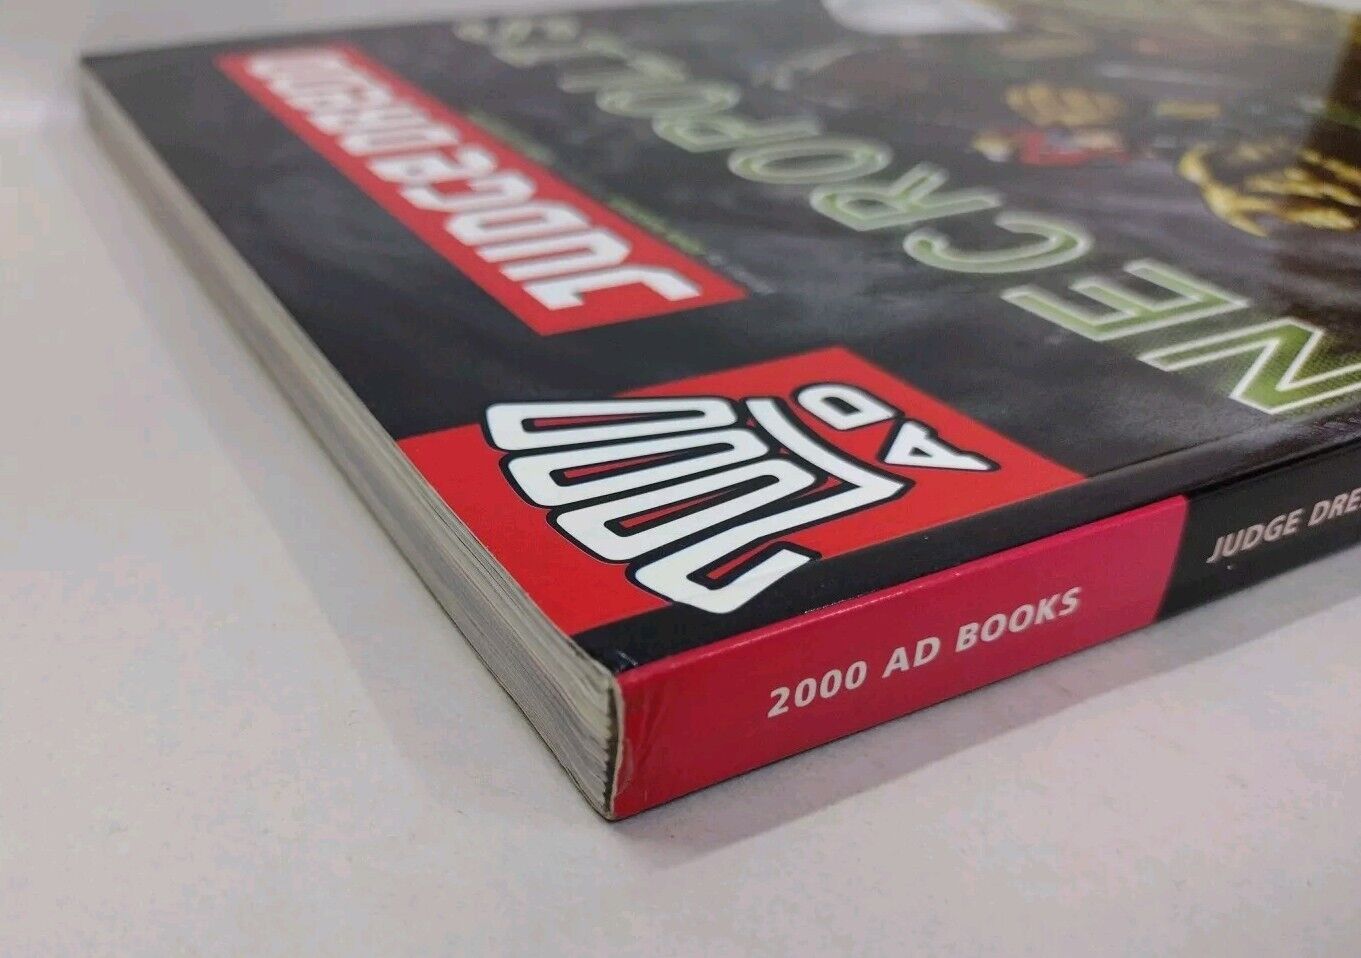 JUDGE DREDD
NECROPOLIS
2000
AD
2000 AD BOOKS
JUDGE DRE